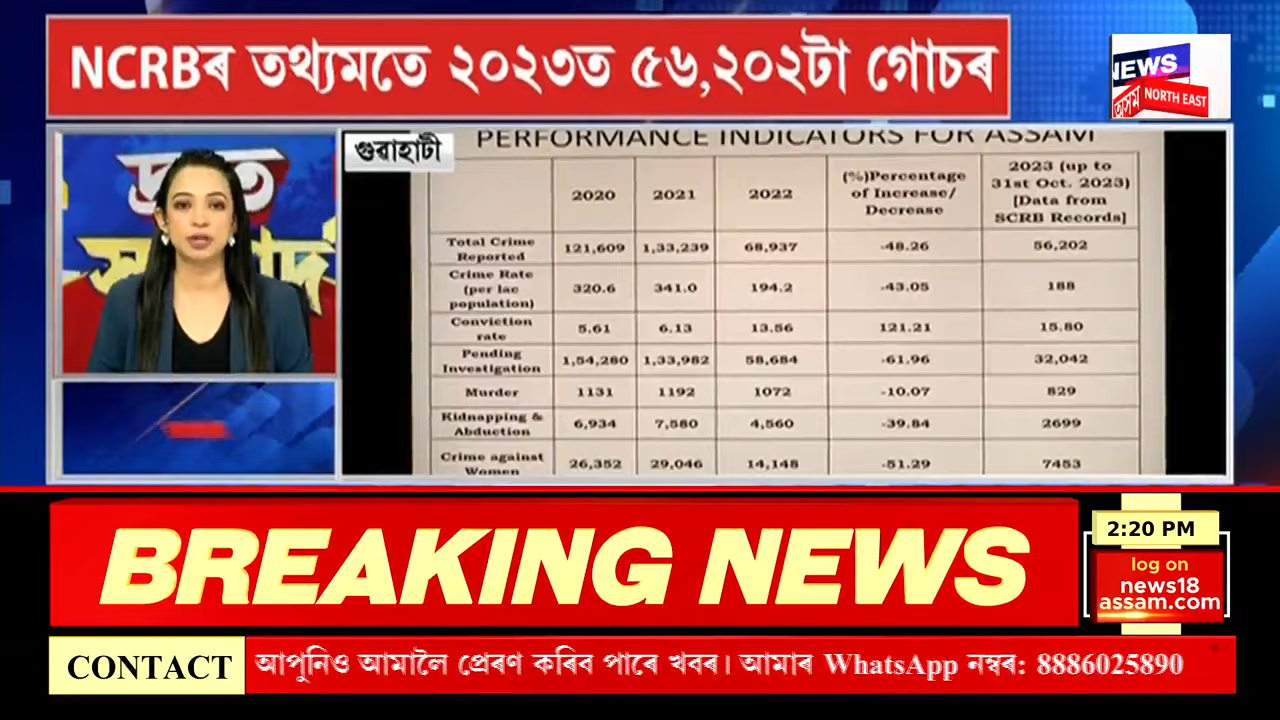 NCRBৰ তথ্যমতে ২০২৩ত ৫৬,২০২টা গোচৰ
NEWS
অসম NORTH EAST
গুৱাহাটী
দ্ৰুত
সংবাদ
PERFORMANCE INDICATORS FOR ASSAM
2020 2021 2022 (%)Percentage of Increase/ Decrease 2023 (up to 31st Oct. 2023) [Data from SCRB Records]
Total Crime Reported 121,609 1,33,239 68,937 -48.26 56,202
Crime Rate (per lac population) 320.6 341.0 194.2 -43.05 188
Conviction rate 5.61 6.13 13.56 121.21 15.80
Pending Investigation 1,54,280 1,33,982 58,684 -61.96 32,042
Murder 1131 1192 1072 -10.07 829
Kidnapping & Abduction 6,934 7,580 4,560 -39.84 2699
Crime against Women 26,352 29,046 14,148 -51.29 7453
BREAKING NEWS
2:20 PM
log on
news18
assam.com
CONTACT আপুনিও আমালৈ প্ৰেৰণ কৰিব পাৰে খবৰ। আমাৰ WhatsApp নম্বৰ: 8886025890